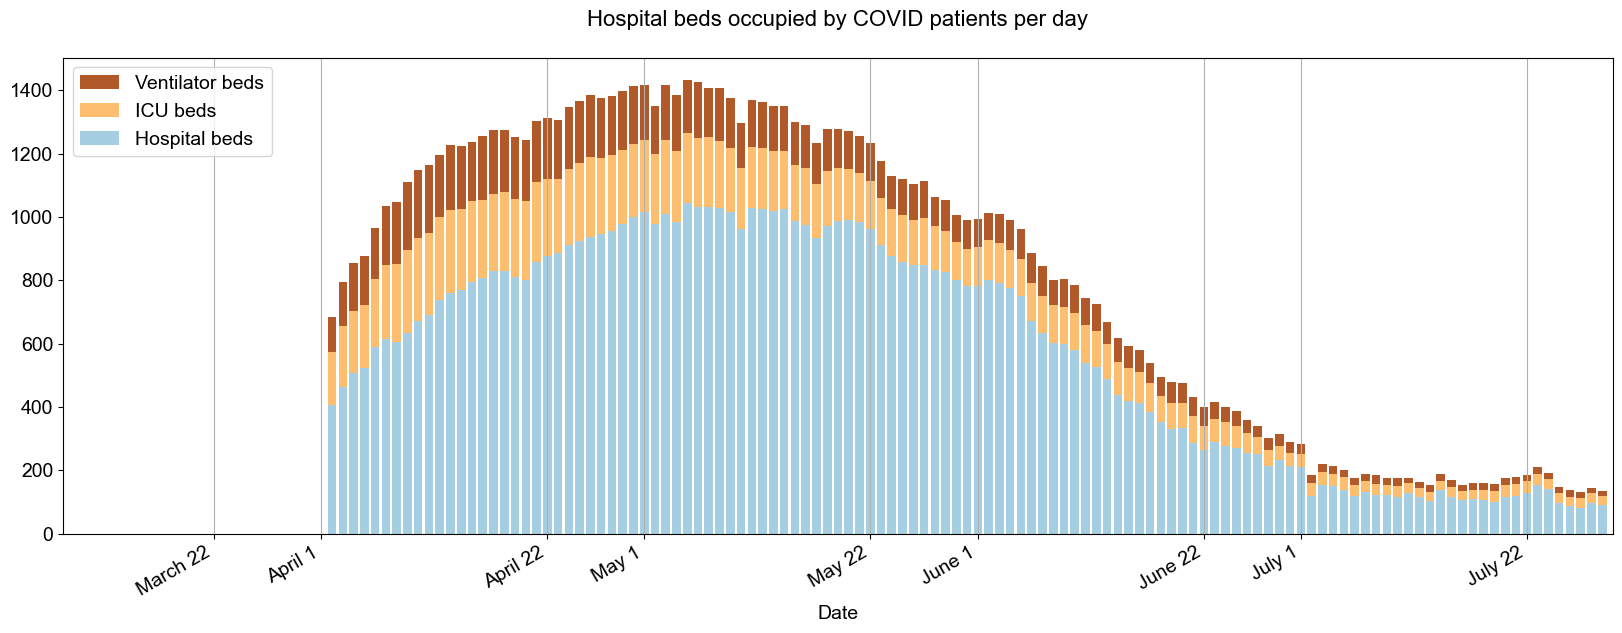 Hospital beds occupied by COVID patients per day
Ventilator beds
ICU beds
Hospital beds
1400
1200
1000
800
600
400
200
0
March 22
April 1
April 22
May 1
May 22
June 1
June 22
July 1
July 22
Date